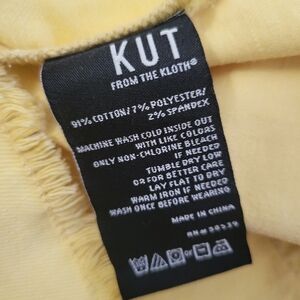 KUT
FROM THE KLOTH®
91% COTTON/7% POLYESTER/
2% SPANDEX
MACHINE WASH COLD INSIDE OUT
WITH LIKE COLORS
ONLY NON-CHLORINE BLEACH
IF NEEDED
TUMBLE DRY LOW
OR FOR BETTER CARE
LAY FLAT TO DRY
WARM IRON IF NEEDED
WASH ONCE BEFORE WEARING
MADE IN CHINA